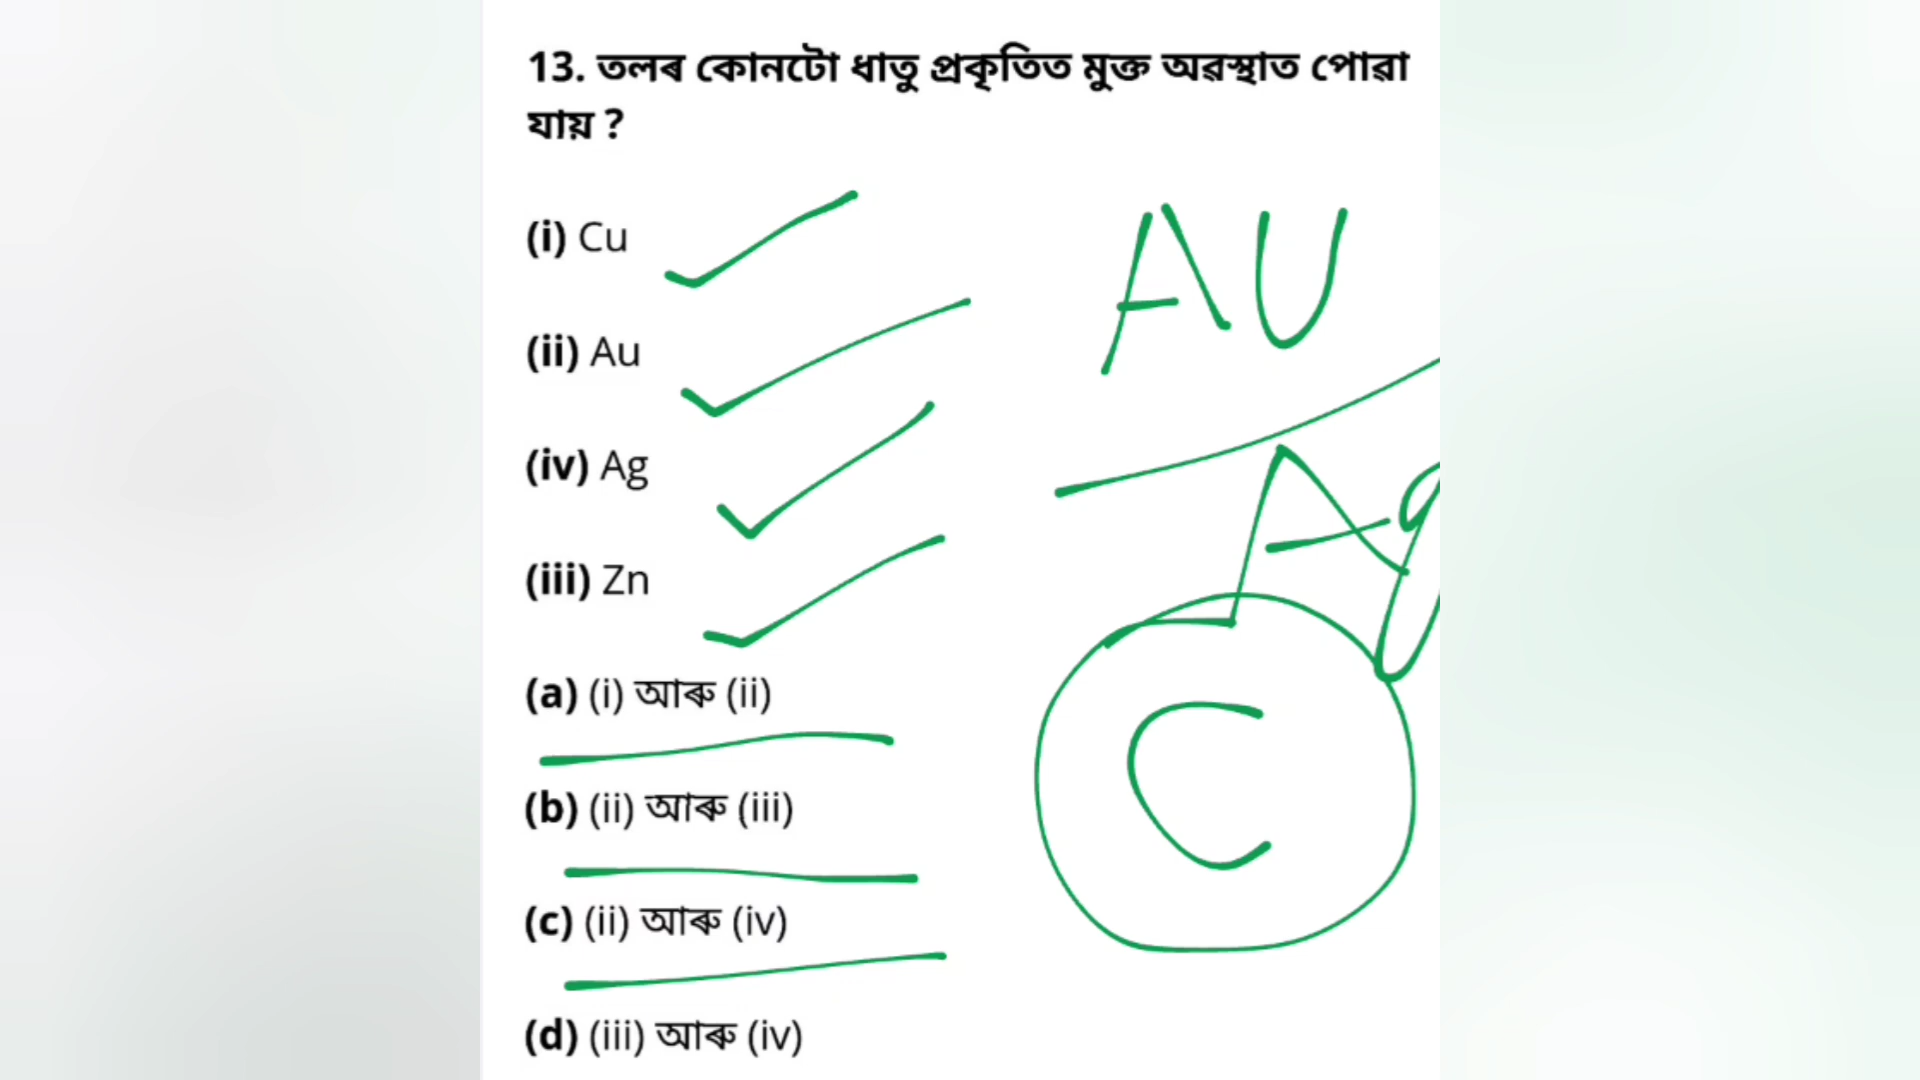 13. তলৰ কোনটো ধাতু প্ৰকৃতিত মুক্ত অৱস্থাত পোৱা
যায় ?
(i) Cu
AU
(ii) Au
(iv) Ag
Ag
(iii) Zn
(a) (i) আৰু (ii)
C
(b) (ii) আৰু (iii)
(c) (ii) আৰু (iv)
(d) (iii) আৰু (iv)